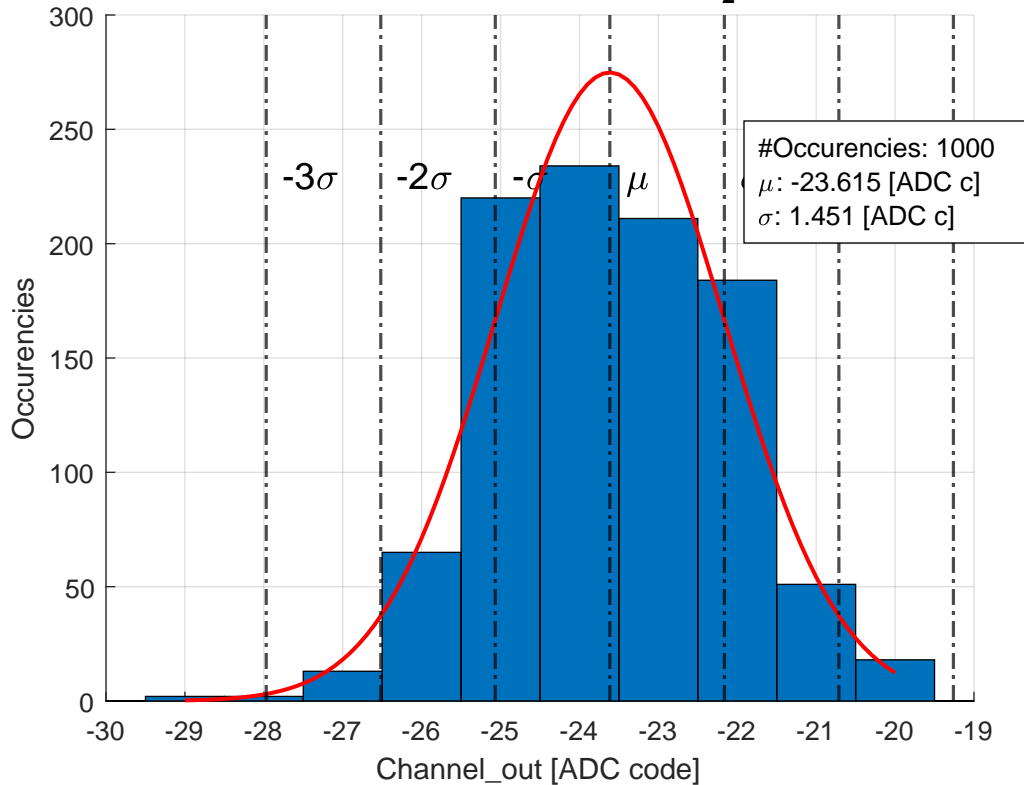 300
250
200
150
100
50
0
Occurencies
-3σ -2σ -σ μ
#Occurencies: 1000
μ: -23.615 [ADC c]
σ: 1.451 [ADC c]
-30 -29 -28 -27 -26 -25 -24 -23 -22 -21 -20 -19
Channel_out [ADC code]